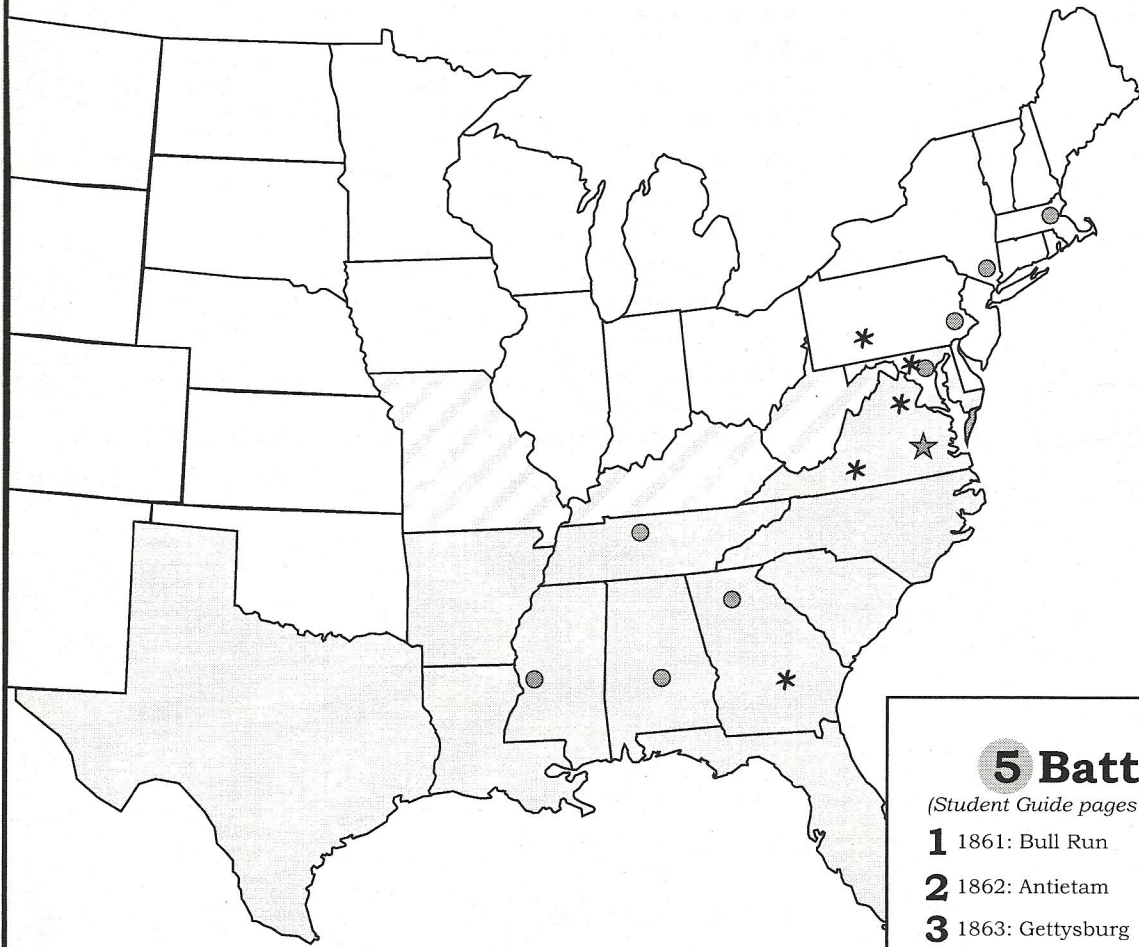 5 Batt
(Student Guide pages
1 1861: Bull Run
2 1862: Antietam
3 1863: Gettysburg